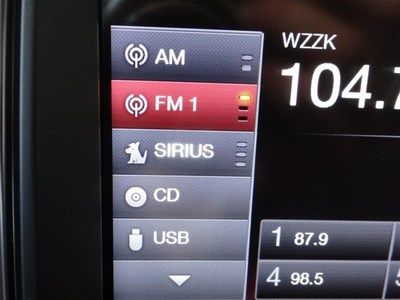 AM
FM 1
SIRIUS
CD
USB
WZZK
104.7
1 87.9
4 98.5